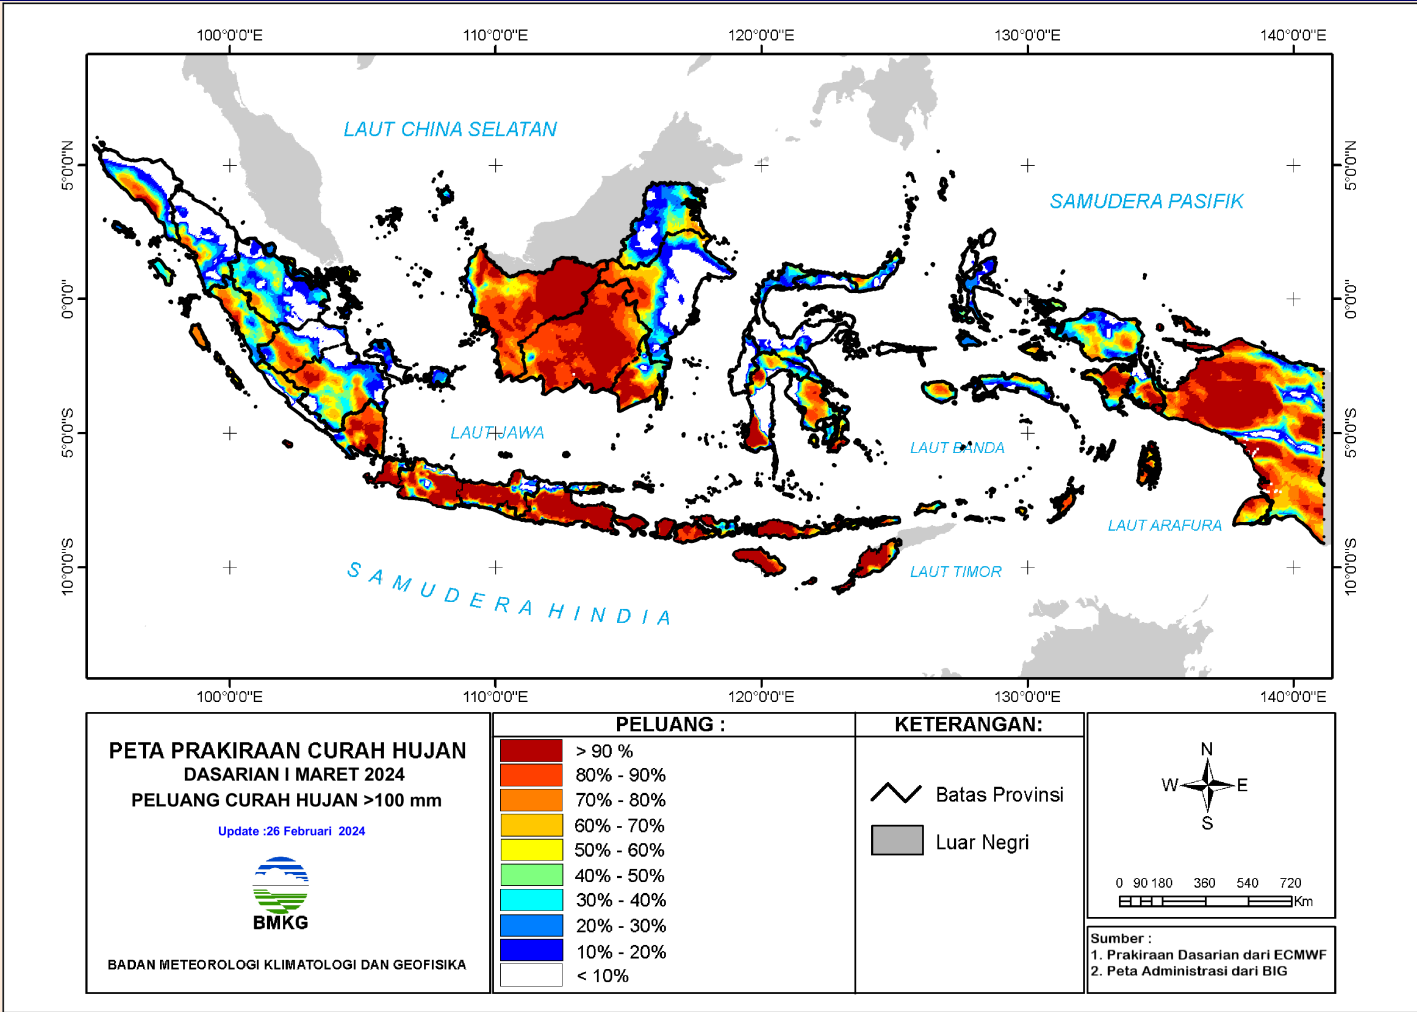 100°0'0"E 110°0'0"E 120°0'0"E 130°0'0"E 140°0'0"E
LAUT CHINA SELATAN
5°0'0"N 5°0'0"N
SAMUDERA PASIFIK
0°0'0" 0°0'0"
LAUT JAWA
5°0'0"S 5°0'0"S
LAUT BANDA
LAUT ARAFURA
10°0'0"S 10°0'0"S
LAUT TIMOR
SAMUDERA HINDIA
100°0'0"E 110°0'0"E 120°0'0"E 130°0'0"E 140°0'0"E
PETA PRAKIRAAN CURAH HUJAN
DASARIAN I MARET 2024
PELUANG CURAH HUJAN >100 mm
Update :26 Februari 2024
BMKG
BADAN METEOROLOGI KLIMATOLOGI DAN GEOFISIKA
PELUANG :
> 90 %
80% - 90%
70% - 80%
60% - 70%
50% - 60%
40% - 50%
30% - 40%
20% - 30%
10% - 20%
< 10%
KETERANGAN:
Batas Provinsi
Luar Negri
N
W E
S
0 90 180 360 540 720
Km
Sumber :
1. Prakiraan Dasarian dari ECMWF
2. Peta Administrasi dari BIG